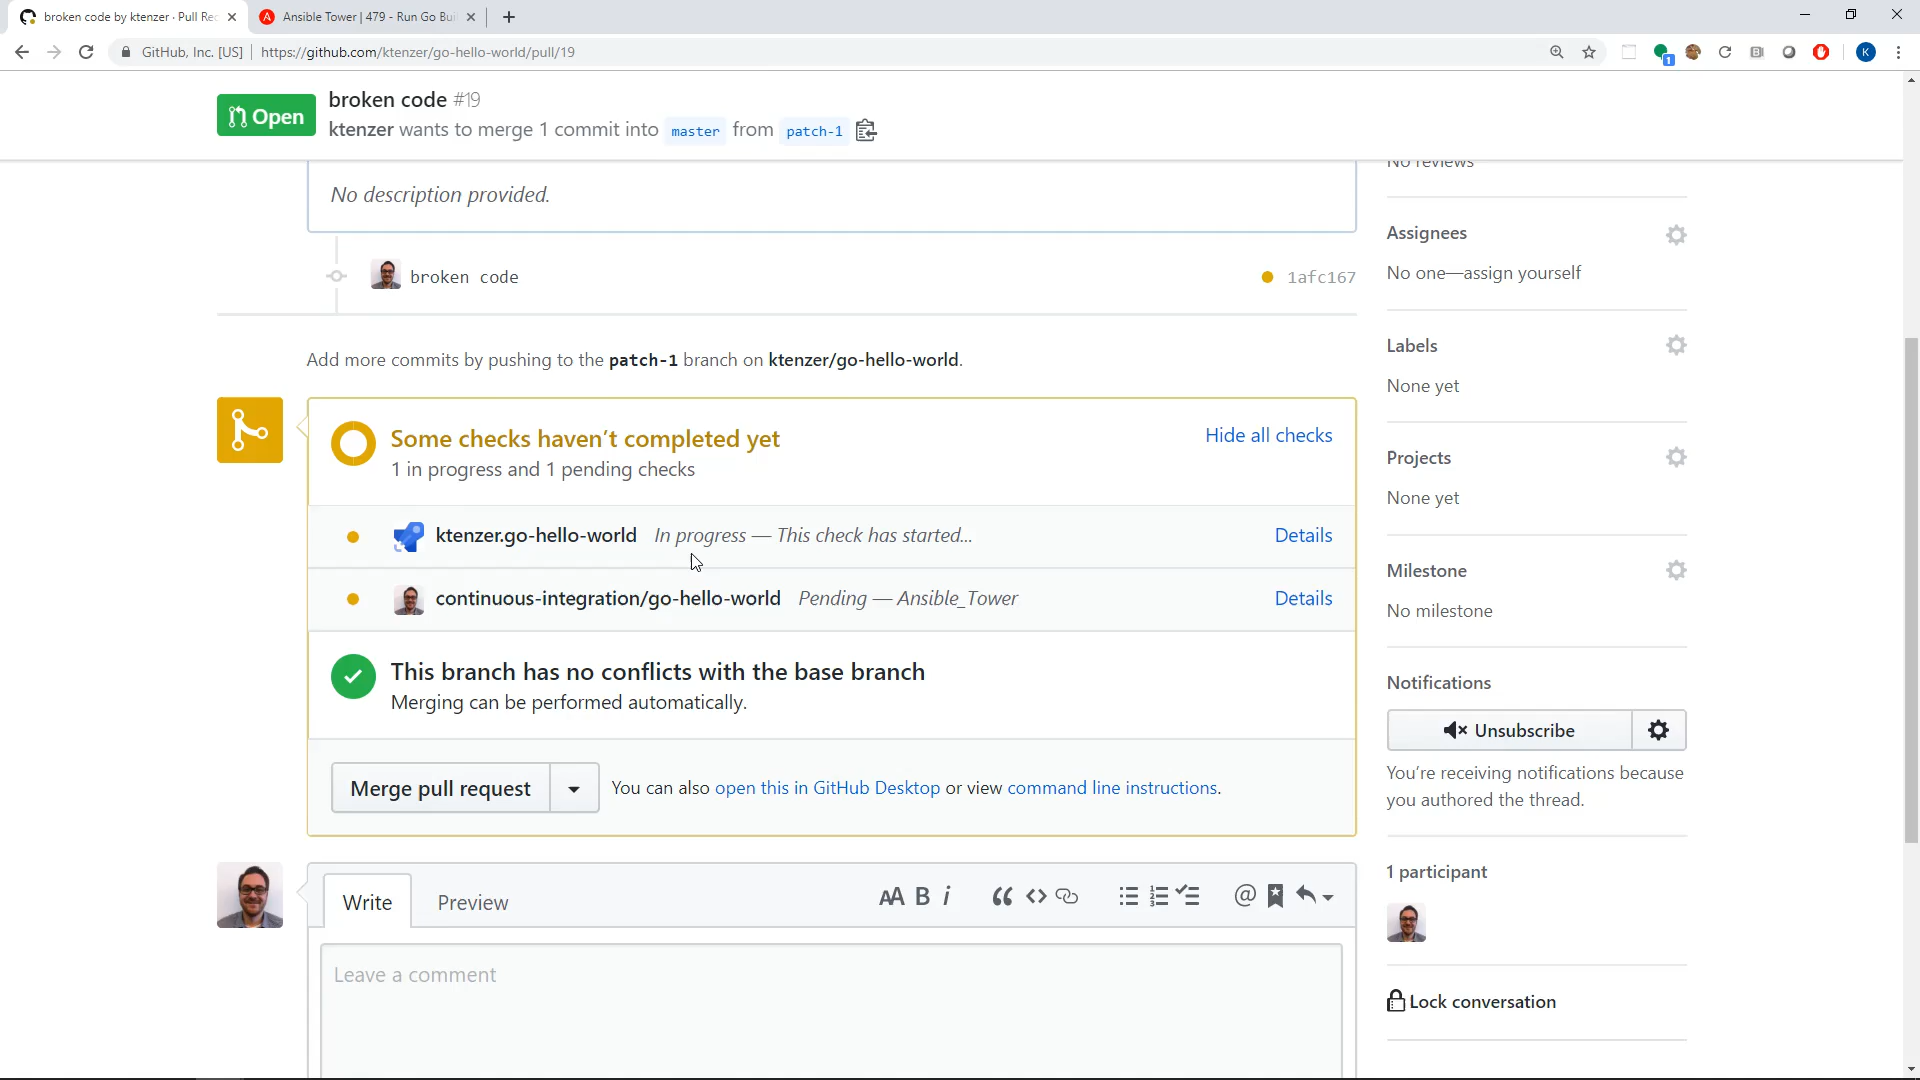 broken code by ktenzer · Pull Rec
Ansible Tower | 479 - Run Go Bui
GitHub, Inc. [US] | https://github.com/ktenzer/go-hello-world/pull/19
1
K
Open
broken code #19
ktenzer wants to merge 1 commit into master from patch-1
No reviews
No description provided.
Assignees
No one—assign yourself
broken code
1afc167
Labels
None yet
Add more commits by pushing to the patch-1 branch on ktenzer/go-hello-world.
Some checks haven’t completed yet
Hide all checks
1 in progress and 1 pending checks
Projects
None yet
ktenzer.go-hello-world In progress — This check has started...
Details
continuous-integration/go-hello-world Pending — Ansible_Tower
Details
Milestone
No milestone
This branch has no conflicts with the base branch
Merging can be performed automatically.
Notifications
Unsubscribe
You’re receiving notifications because
you authored the thread.
Merge pull request
You can also open this in GitHub Desktop or view command line instructions.
1 participant
Write
Preview
AA B i
Leave a comment
Lock conversation